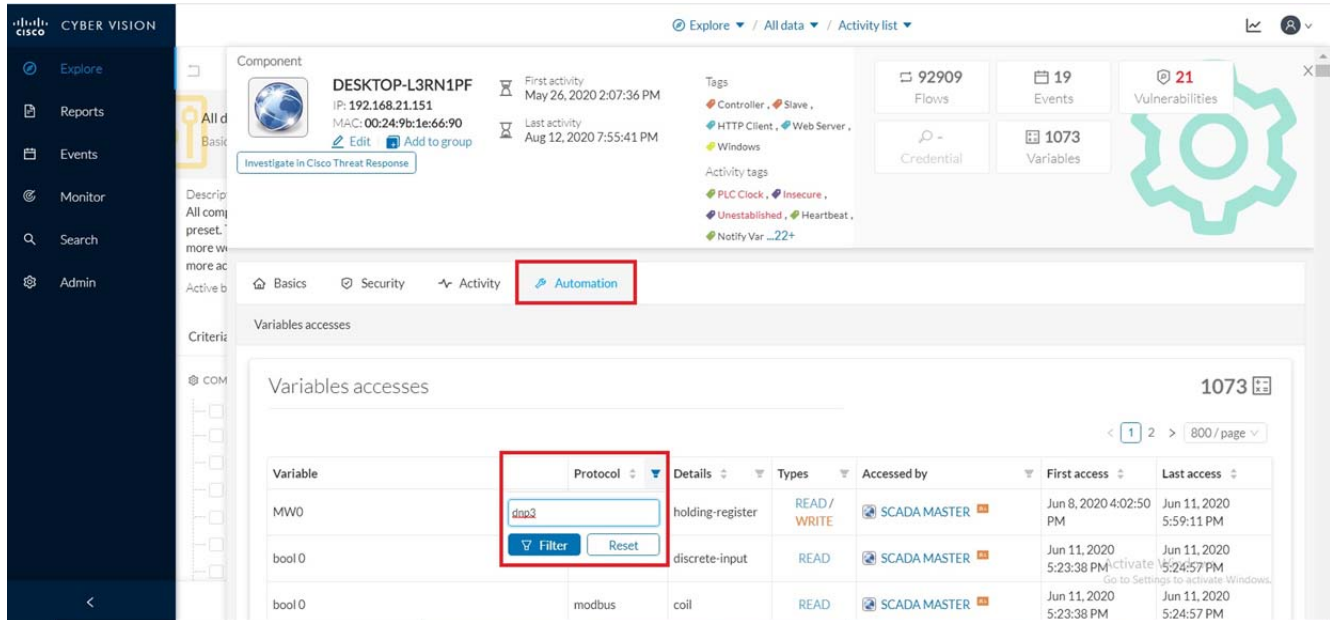 cisco CYBER VISION
Explore / All data / Activity list
Explore
Reports
Events
Monitor
Search
Admin
All d
Basic
Descrip
All comp
preset.
more we
more ac
Active b
Criteria
COM
Component
DESKTOP-L3RN1PF
IP: 192.168.21.151
MAC: 00:24:9b:1e:66:90
Edit Add to group
Investigate in Cisco Threat Response
First activity
May 26, 2020 2:07:36 PM
Last activity
Aug 12, 2020 7:55:41 PM
Tags
Controller , Slave ,
HTTP Client , Web Server ,
Windows
Activity tags
PLC Clock , Insecure ,
Unestablished , Heartbeat ,
Notify Var ...22+
92909
Flows
19
Events
21
Vulnerabilities
-
Credential
1073
Variables
Basics Security Activity Automation
Variables accesses
Variables accesses 1073
< 1 2 > 800 / page
Variable Protocol Details Types Accessed by First access Last access
MW0 holding-register READ / WRITE SCADA MASTER Jun 8, 2020 4:02:50 PM Jun 11, 2020 5:59:11 PM
dnp3
Filter Reset
bool 0 discrete-input READ SCADA MASTER Jun 11, 2020 5:23:38 PM Jun 11, 2020 5:24:57 PM
Activate Windows
Go to Settings to activate Windows.
bool 0 modbus coil READ SCADA MASTER Jun 11, 2020 5:23:38 PM Jun 11, 2020 5:24:57 PM